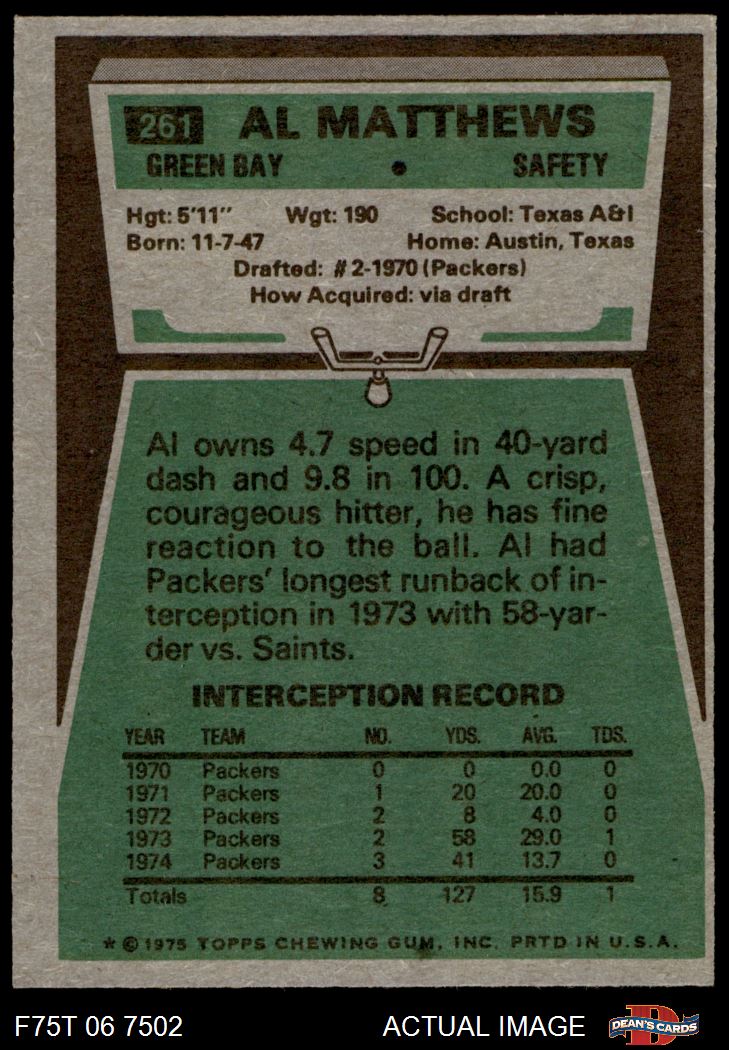 261 AL MATTHEWS
GREEN BAY • SAFETY
Hgt: 5'11" Wgt: 190 School: Texas A&I
Born: 11-7-47 Home: Austin, Texas
Drafted: #2-1970 (Packers)
How Acquired: via draft
Al owns 4.7 speed in 40-yard
dash and 9.8 in 100. A crisp,
courageous hitter, he has fine
reaction to the ball. Al had
Packers' longest runback of in-
terception in 1973 with 58-yar-
der vs. Saints.
INTERCEPTION RECORD
YEAR TEAM NO. YDS. AVG. TDS.
1970 Packers 0 0 0.0 0
1971 Packers 1 20 20.0 0
1972 Packers 2 8 4.0 0
1973 Packers 2 58 29.0 1
1974 Packers 3 41 13.7 0
Totals 8 127 15.9 1
* © 1975 TOPPS CHEWING GUM, INC. PRTD IN U.S.A.
F75T 06 7502 ACTUAL IMAGE D DEAN'S CARDS